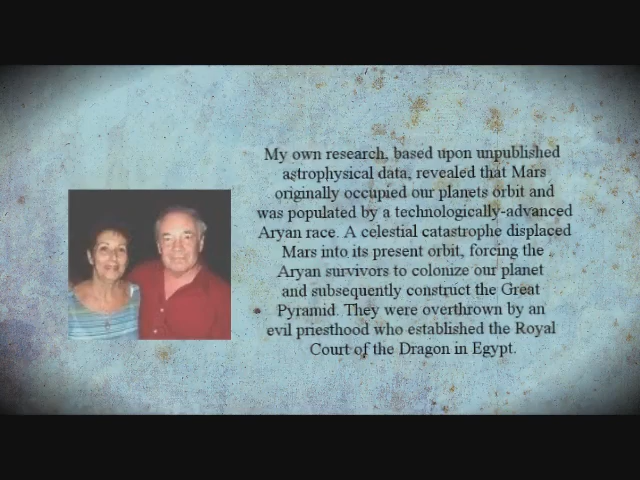 My own research, based upon unpublished
astrophysical data, revealed that Mars
originally occupied our planets orbit and
was populated by a technologically-advanced
Aryan race. A celestial catastrophe displaced
Mars into its present orbit, forcing the
Aryan survivors to colonize our planet
and subsequently construct the Great
Pyramid. They were overthrown by an
evil priesthood who established the Royal
Court of the Dragon in Egypt.